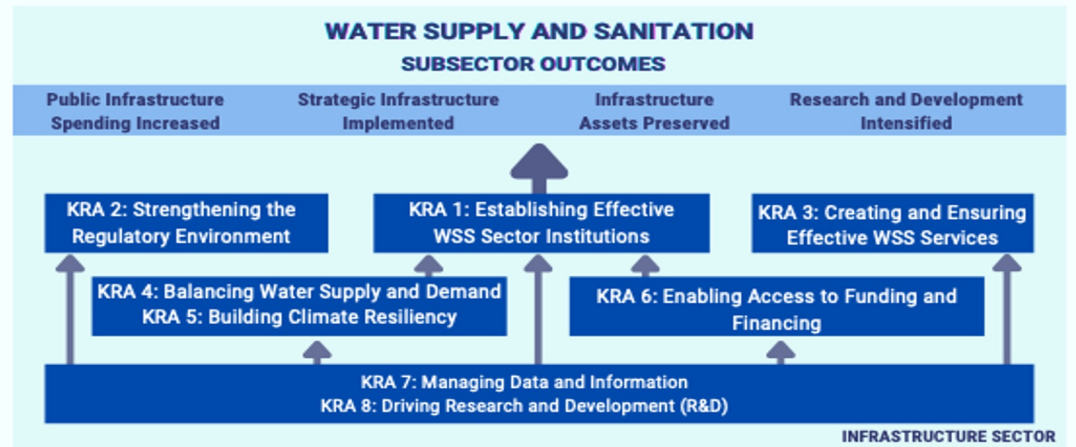 WATER SUPPLY AND SANITATION
SUBSECTOR OUTCOMES
Public Infrastructure
Spending Increased
Strategic Infrastructure
Implemented
Infrastructure
Assets Preserved
Research and Development
Intensified
KRA 2: Strengthening the
Regulatory Environment
KRA 1: Establishing Effective
WSS Sector Institutions
KRA 3: Creating and Ensuring
Effective WSS Services
KRA 4: Balancing Water Supply and Demand
KRA 5: Building Climate Resiliency
KRA 6: Enabling Access to Funding and
Financing
KRA 7: Managing Data and Information
KRA 8: Driving Research and Development (R&D)
INFRASTRUCTURE SECTOR